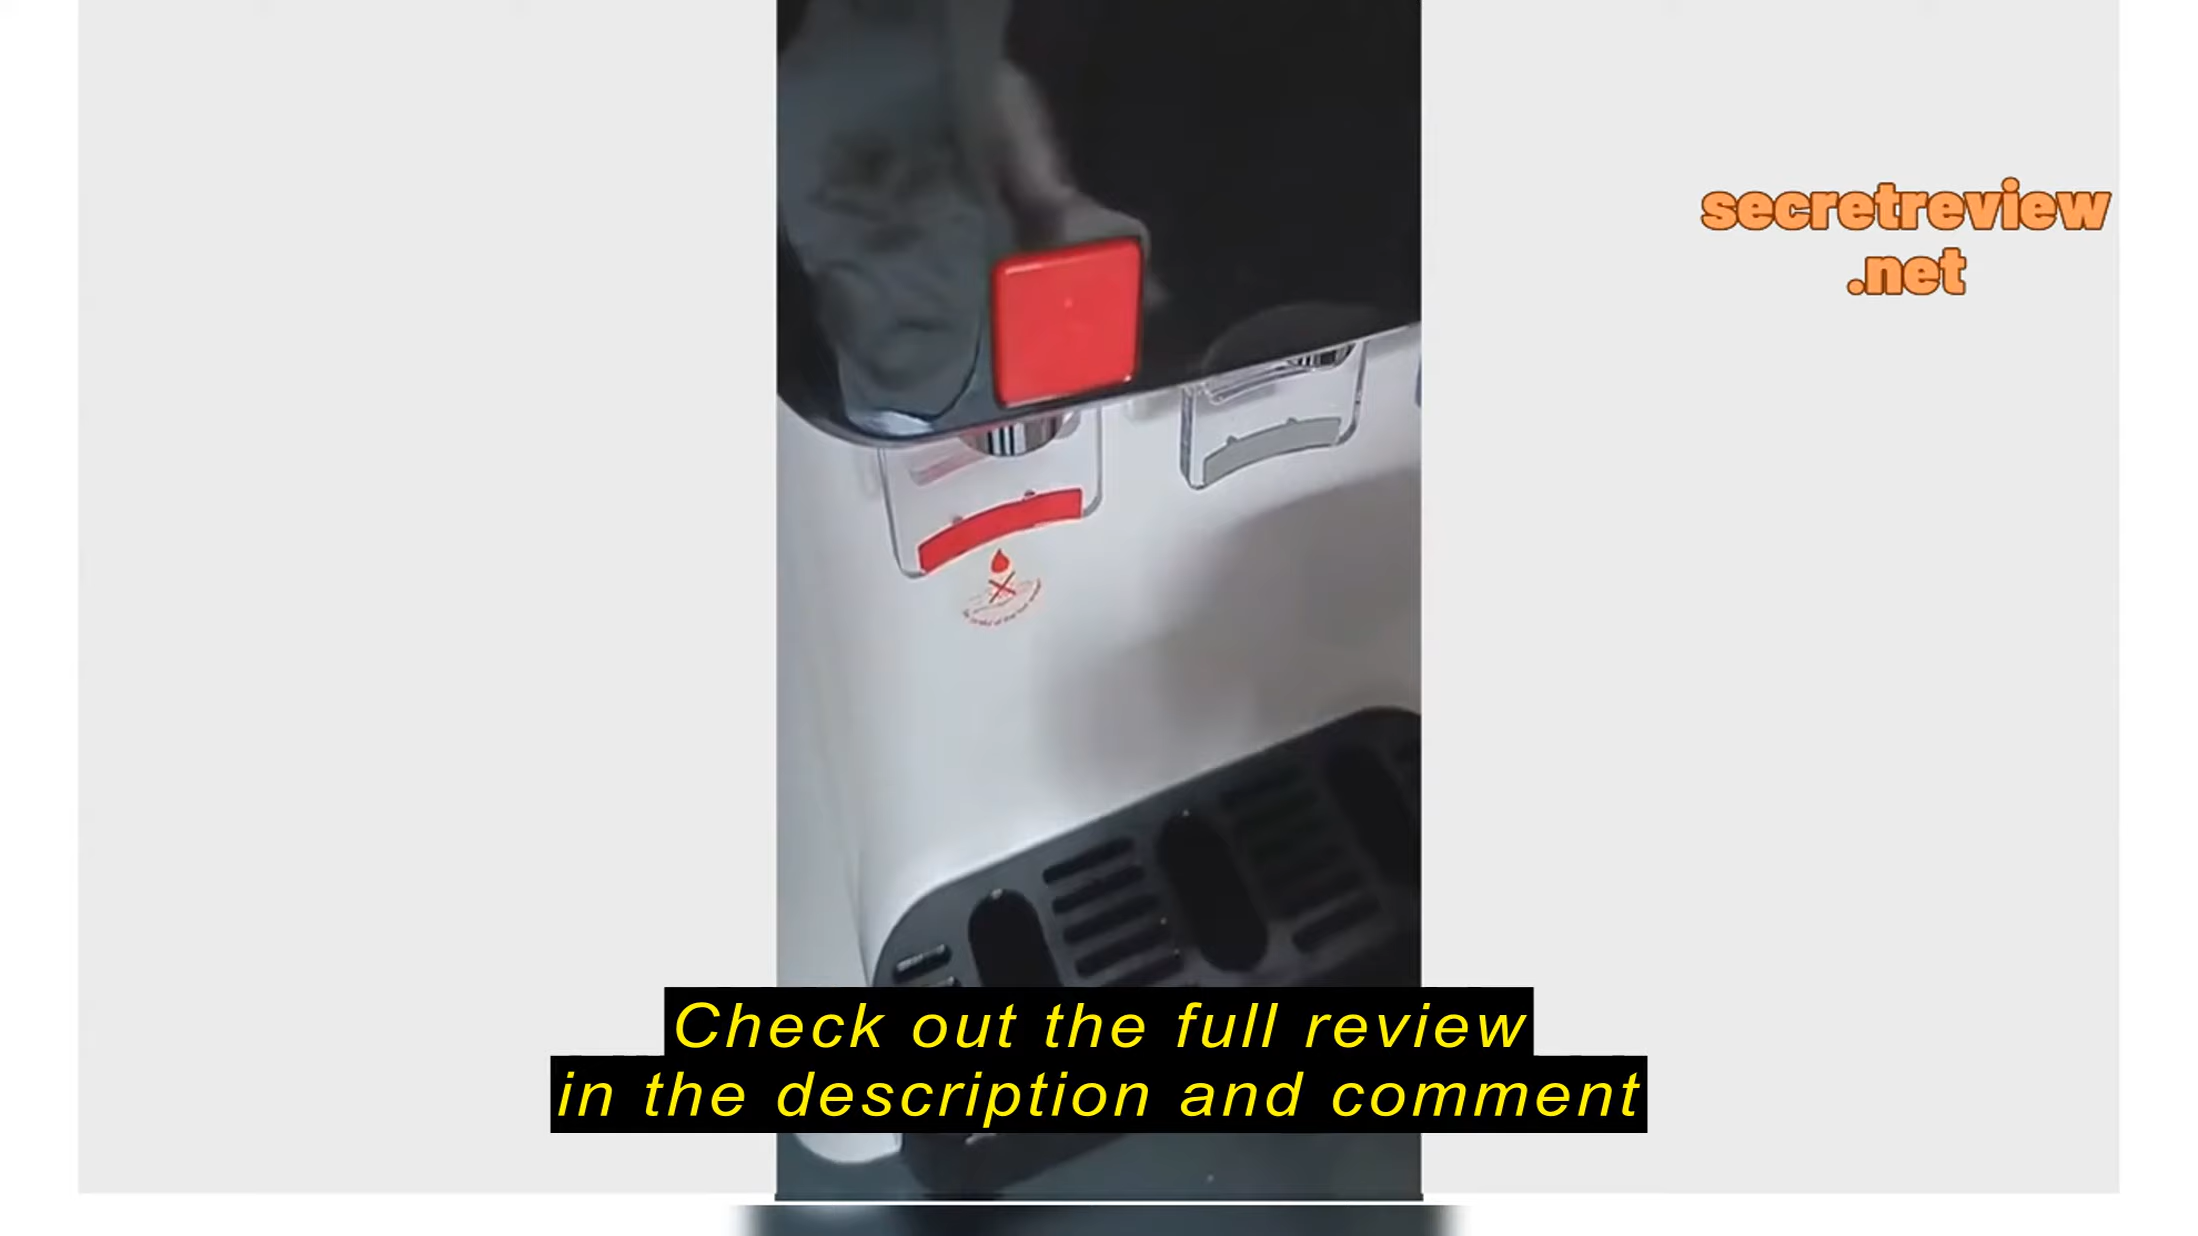 secretreview
.net
Check out the full review
in the description and comment